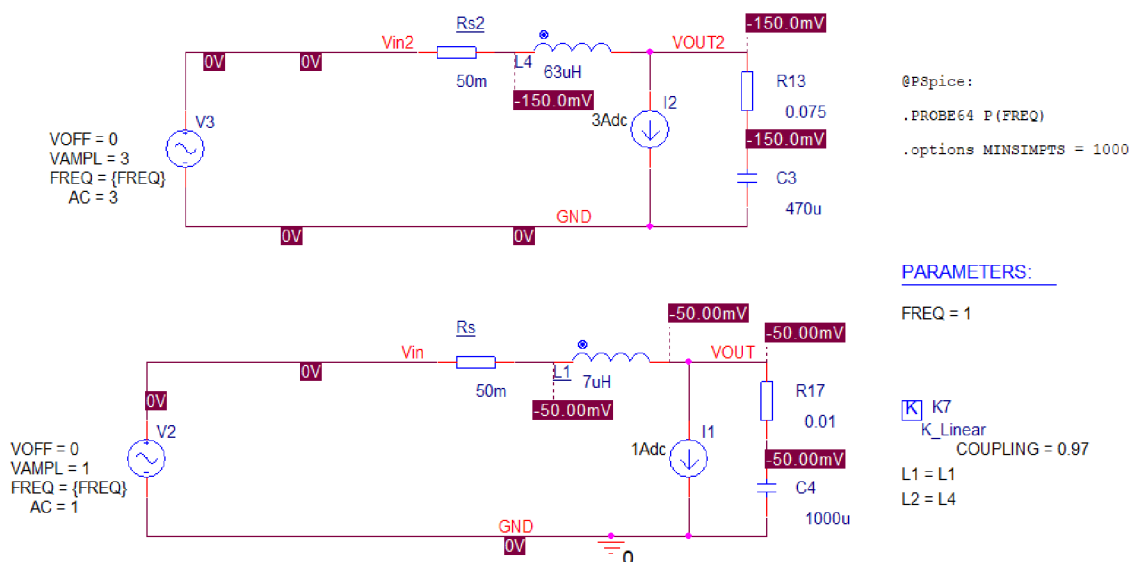 -150.0mV
Rs2
Vin2
VOUT2
0V
0V
L4
50m
63uH
-150.0mV
I2
3Adc
R13
0.075
-150.0mV
C3
470u
V3
VOFF = 0
VAMPL = 3
FREQ = {FREQ}
AC = 3
GND
0V
0V
@PSpice:
.PROBE64 P(FREQ)
.options MINSIMPTS = 1000
PARAMETERS:
FREQ = 1
-50.00mV
-50.00mV
Rs
Vin
VOUT
0V
L1
50m
7uH
-50.00mV
0V
V2
VOFF = 0
VAMPL = 1
FREQ = {FREQ}
AC = 1
I1
1Adc
R17
0.01
-50.00mV
C4
1000u
GND
0V
0
K K7
K_Linear
COUPLING = 0.97
L1 = L1
L2 = L4